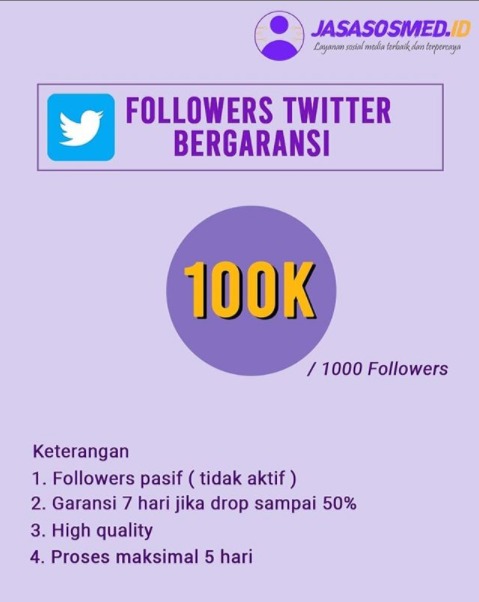 JASASOSMED.ID
Layanan sosial media terbaik dan terpercaya
FOLLOWERS TWITTER
BERGARANSI
100K
/ 1000 Followers
Keterangan
1. Followers pasif ( tidak aktif )
2. Garansi 7 hari jika drop sampai 50%
3. High quality
4. Proses maksimal 5 hari